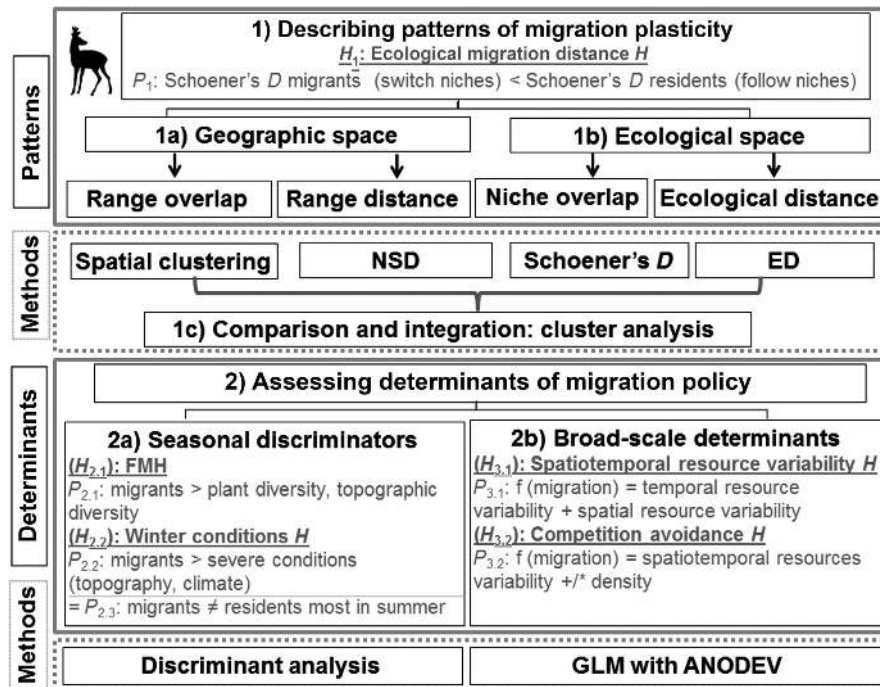 1) Describing patterns of migration plasticity
H1: Ecological migration distance H
P1: Schoener's D migrants (switch niches) < Schoener's D residents (follow niches)
1a) Geographic space
1b) Ecological space
Range overlap
Range distance
Niche overlap
Ecological distance
Patterns
Spatial clustering
NSD
Schoener's D
ED
1c) Comparison and integration: cluster analysis
Methods
2) Assessing determinants of migration policy
2a) Seasonal discriminators
(H2.1): FMH
P2.1: migrants > plant diversity, topographic
diversity
(H2.2): Winter conditions H
P2.2: migrants > severe conditions
(topography, climate)
= P2.3: migrants ≠ residents most in summer
2b) Broad-scale determinants
(H3.1): Spatiotemporal resource variability H
P3.1: f (migration) = temporal resource
variability + spatial resource variability
(H3.2): Competition avoidance H
P3.2: f (migration) = spatiotemporal resources
variability +/* density
Determinants
Methods
Discriminant analysis
GLM with ANODEV